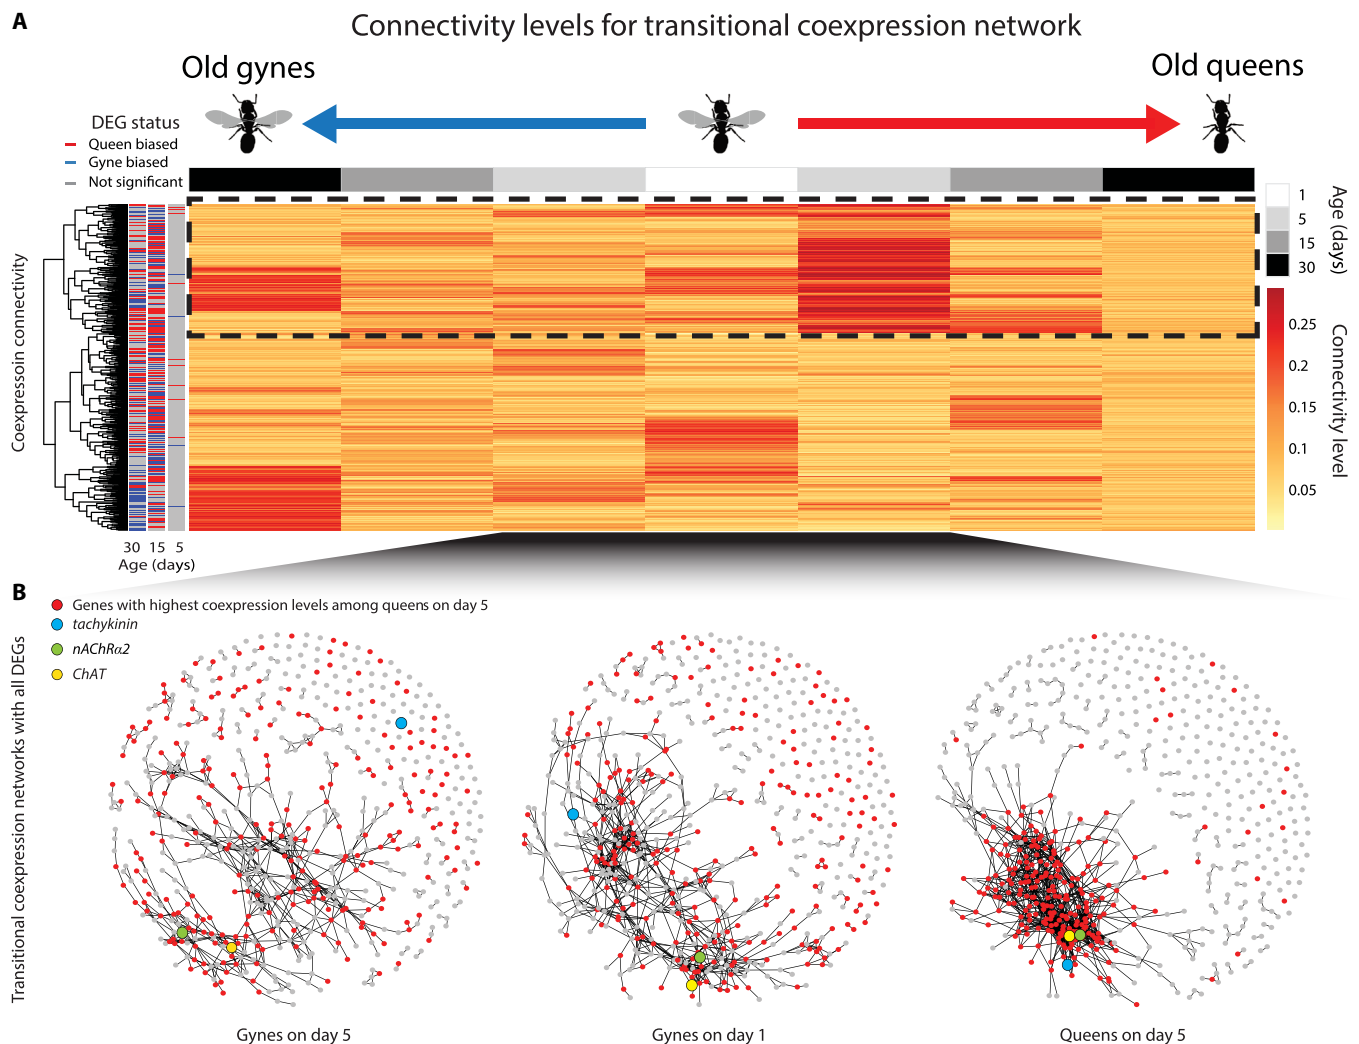 A
Connectivity levels for transitional coexpression network
Old gynes
Old queens
DEG status
Queen biased
Gyne biased
Not significant
Coexpressoin connectivity
1
5
15
30
Age (days)
0.25
0.2
0.15
0.1
0.05
Connectivity level
30 15 5
Age (days)
B
Genes with highest coexpression levels among queens on day 5
tachykinin
nAChRα2
ChAT
Transitional coexpression networks with all DEGs
Gynes on day 5
Gynes on day 1
Queens on day 5